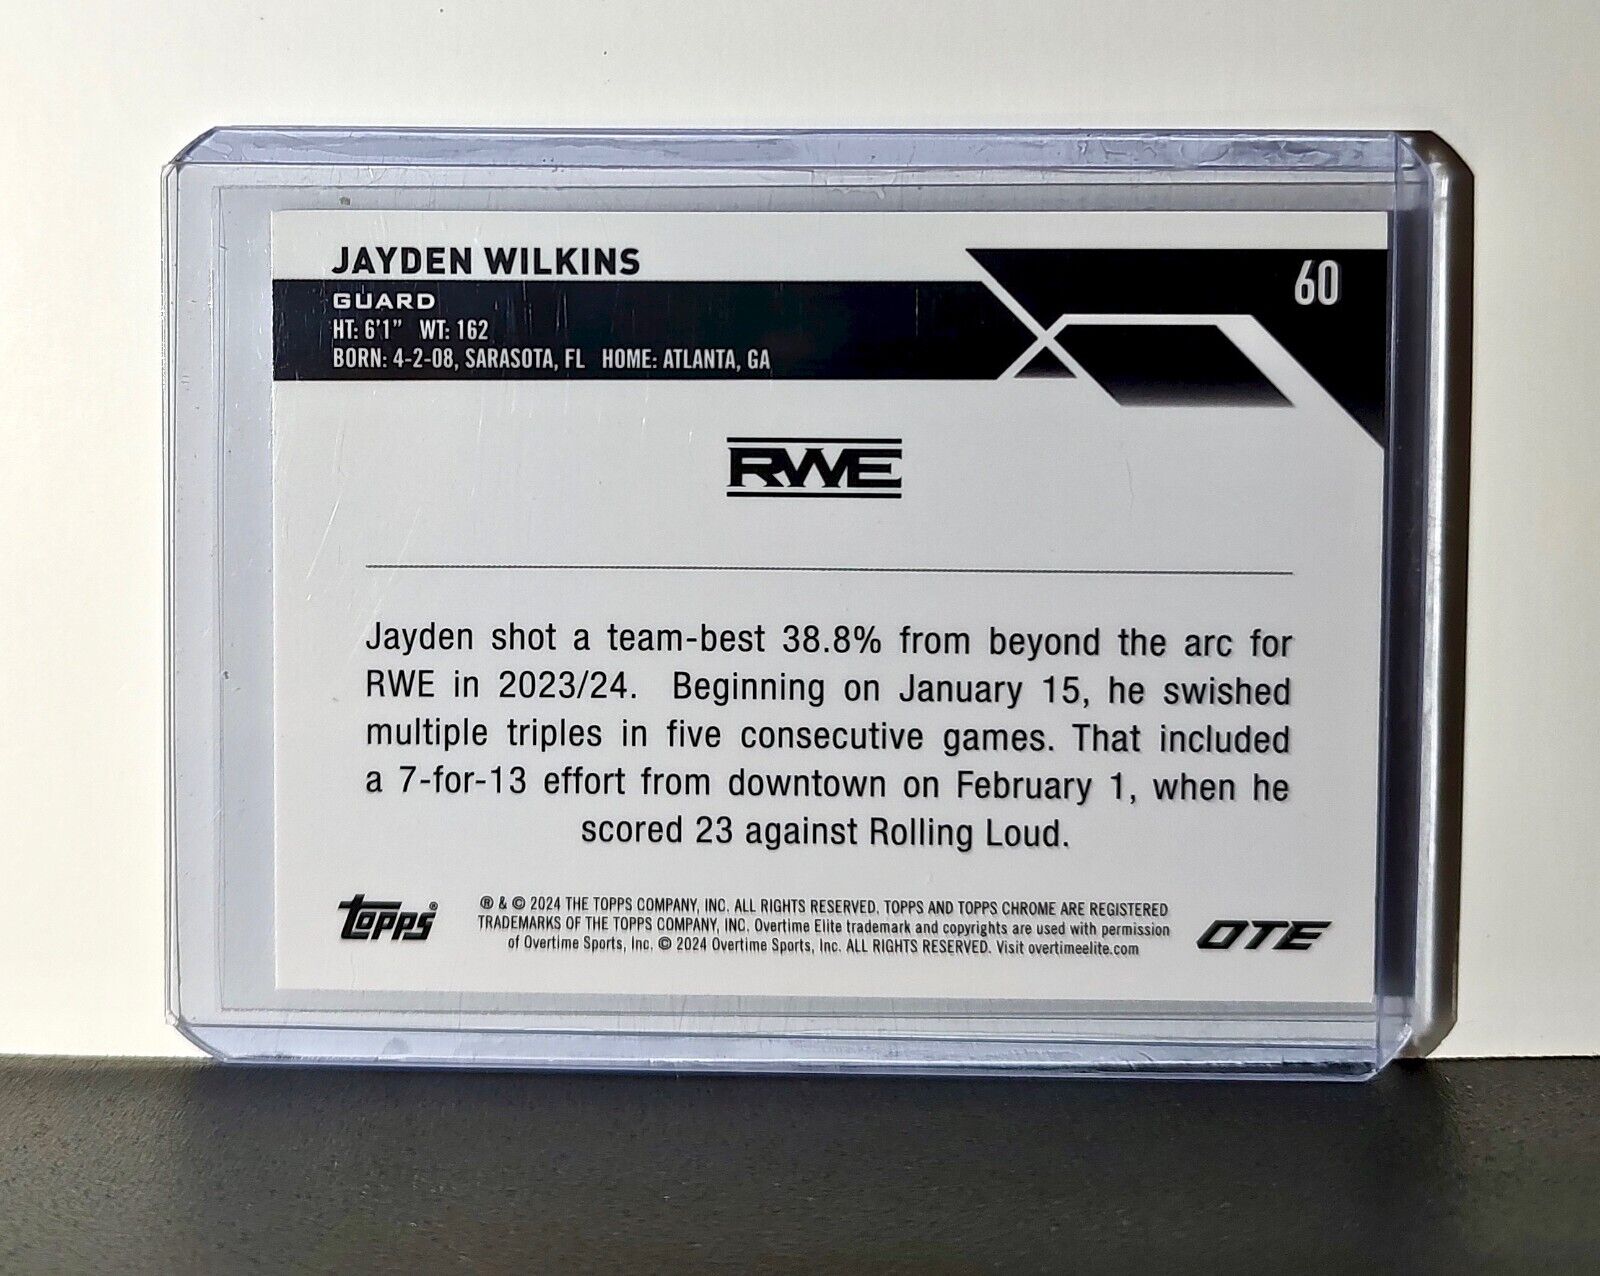 JAYDEN WILKINS
60
GUARD
HT: 6'1" WT: 162
BORN: 4-2-08, SARASOTA, FL HOME: ATLANTA, GA
RWE
Jayden shot a team-best 38.8% from beyond the arc for
RWE in 2023/24. Beginning on January 15, he swished
multiple triples in five consecutive games. That included
a 7-for-13 effort from downtown on February 1, when he
scored 23 against Rolling Loud.
topps®
® & © 2024 THE TOPPS COMPANY, INC. ALL RIGHTS RESERVED. TOPPS AND TOPPS CHROME ARE REGISTERED
TRADEMARKS OF THE TOPPS COMPANY, INC. Overtime Elite trademark and copyrights are used with permission
of Overtime Sports, Inc. © 2024 Overtime Sports, Inc. ALL RIGHTS RESERVED. Visit overtimeelite.com
OTE